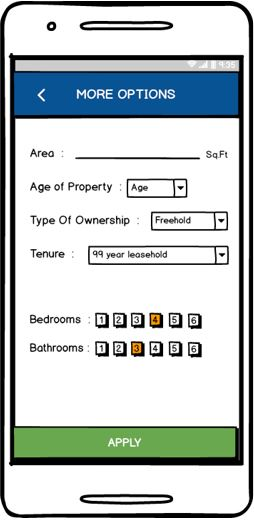 9:35
MORE OPTIONS
Area : Sq.Ft
Age of Property : Age
Type Of Ownership : Freehold
Tenure : 99 year leasehold
Bedrooms : 1 2 3 4 5 6
Bathrooms : 1 2 3 4 5 6
APPLY